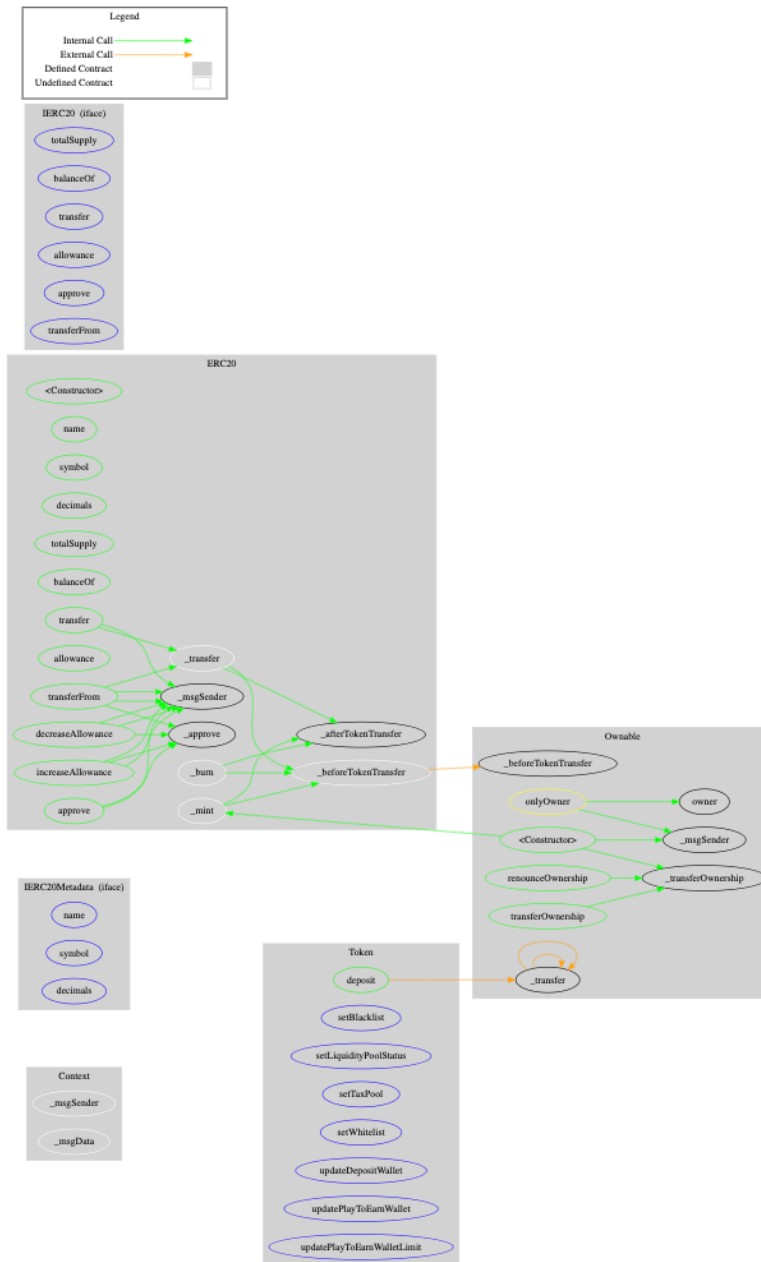 Legend
Internal Call
External Call
Defined Contract
Undefined Contract
IERC20 (iface)
totalSupply
balanceOf
transfer
allowance
approve
transferFrom
ERC20
<Constructor>
name
symbol
decimals
totalSupply
balanceOf
transfer
allowance
_transfer
transferFrom
_msgSender
decreaseAllowance
_approve
_afterTokenTransfer
increaseAllowance
_burn
_beforeTokenTransfer
approve
_mint
Ownable
_beforeTokenTransfer
onlyOwner
owner
<Constructor>
_msgSender
renounceOwnership
_transferOwnership
transferOwnership
_transfer
IERC20Metadata (iface)
name
symbol
decimals
Token
deposit
setBlacklist
setLiquidityPoolStatus
setTaxPool
setWhitelist
updateDepositWallet
updatePlayToEarnWallet
updatePlayToEarnWalletLimit
Context
_msgSender
_msgData